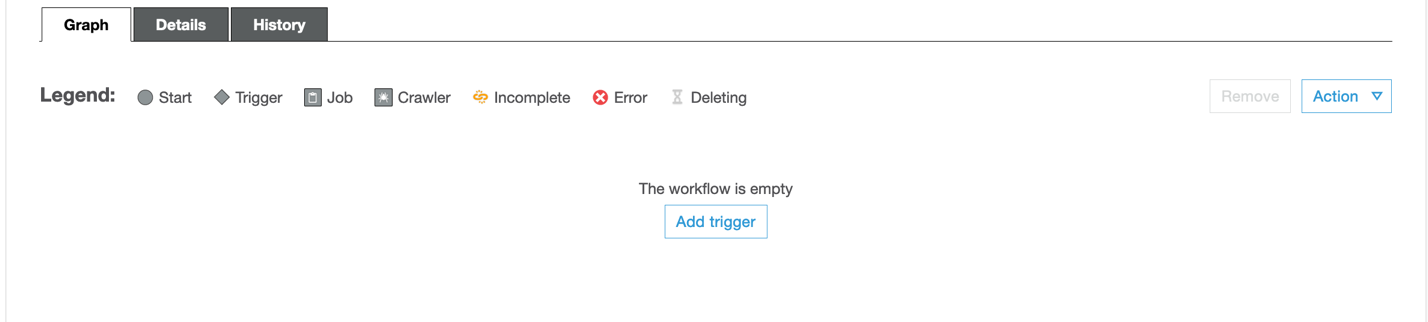 Graph Details History
Legend: Start Trigger Job Crawler Incomplete Error Deleting Remove Action
The workflow is empty
Add trigger